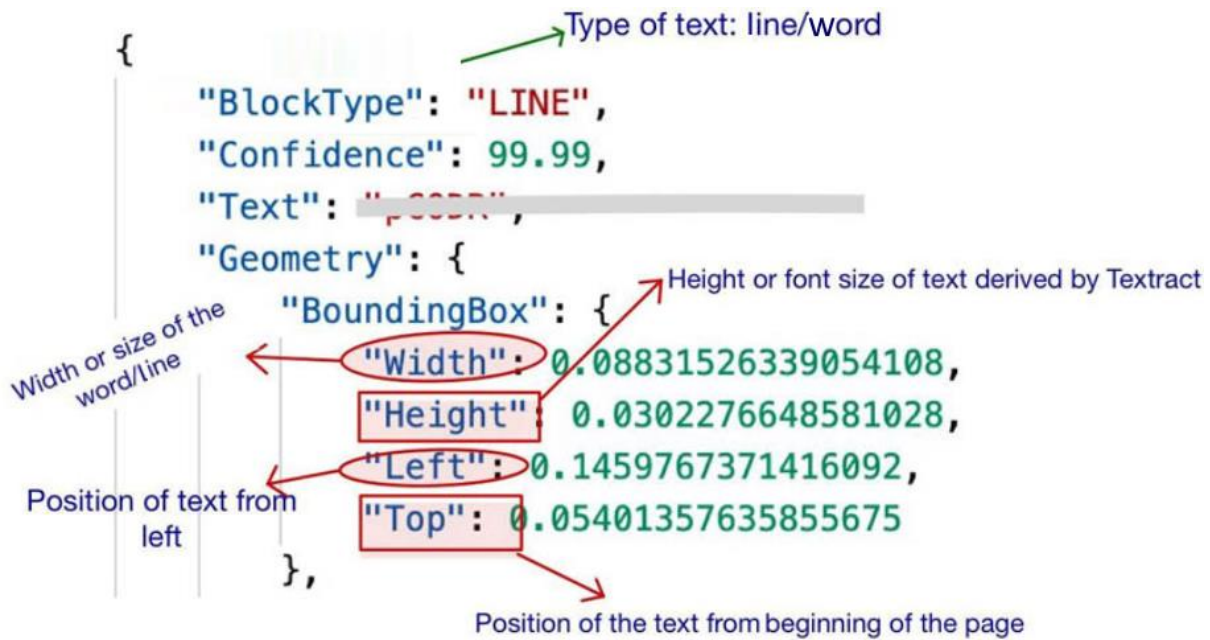 Type of text: line/word
{
"BlockType": "LINE",
"Confidence": 99.99,
"Text":
"Geometry": {
Height or font size of text derived by Textract
"BoundingBox": {
Width or size of the
word/line
"Width": 0.08831526339054108,
"Height": 0.0302276648581028,
"Left": 0.1459767371416092,
Position of text from
left
"Top": 0.05401357635855675
},
Position of the text from beginning of the page